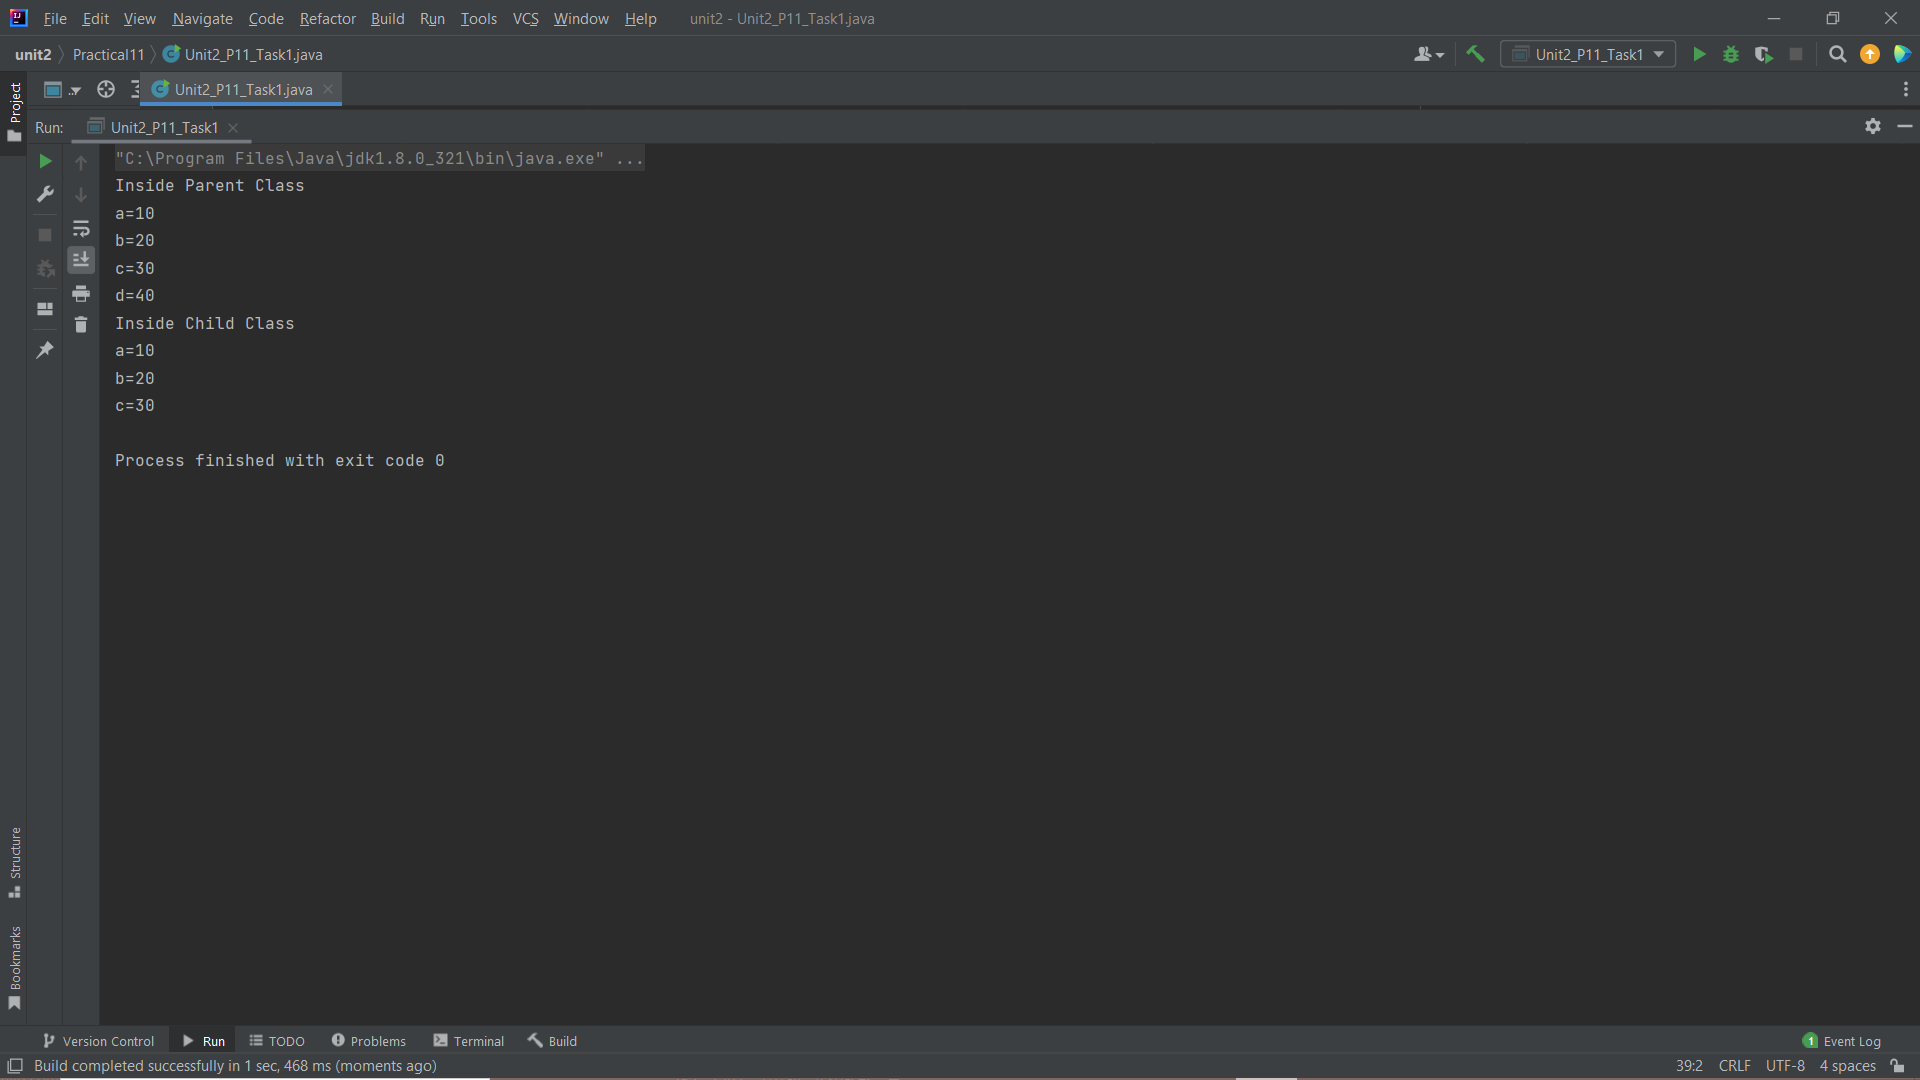 File Edit View Navigate Code Refactor Build Run Tools VCS Window Help unit2 - Unit2_P11_Task1.java
unit2 Practical11 Unit2_P11_Task1.java Unit2_P11_Task1
Project
Unit2_P11_Task1.java
Run: Unit2_P11_Task1
"C:\Program Files\Java\jdk1.8.0_321\bin\java.exe" ...
Inside Parent Class
a=10
b=20
c=30
d=40
Inside Child Class
a=10
b=20
c=30
Process finished with exit code 0
Structure
Bookmarks
Version Control Run TODO Problems Terminal Build 1 Event Log
Build completed successfully in 1 sec, 468 ms (moments ago) 39:2 CRLF UTF-8 4 spaces